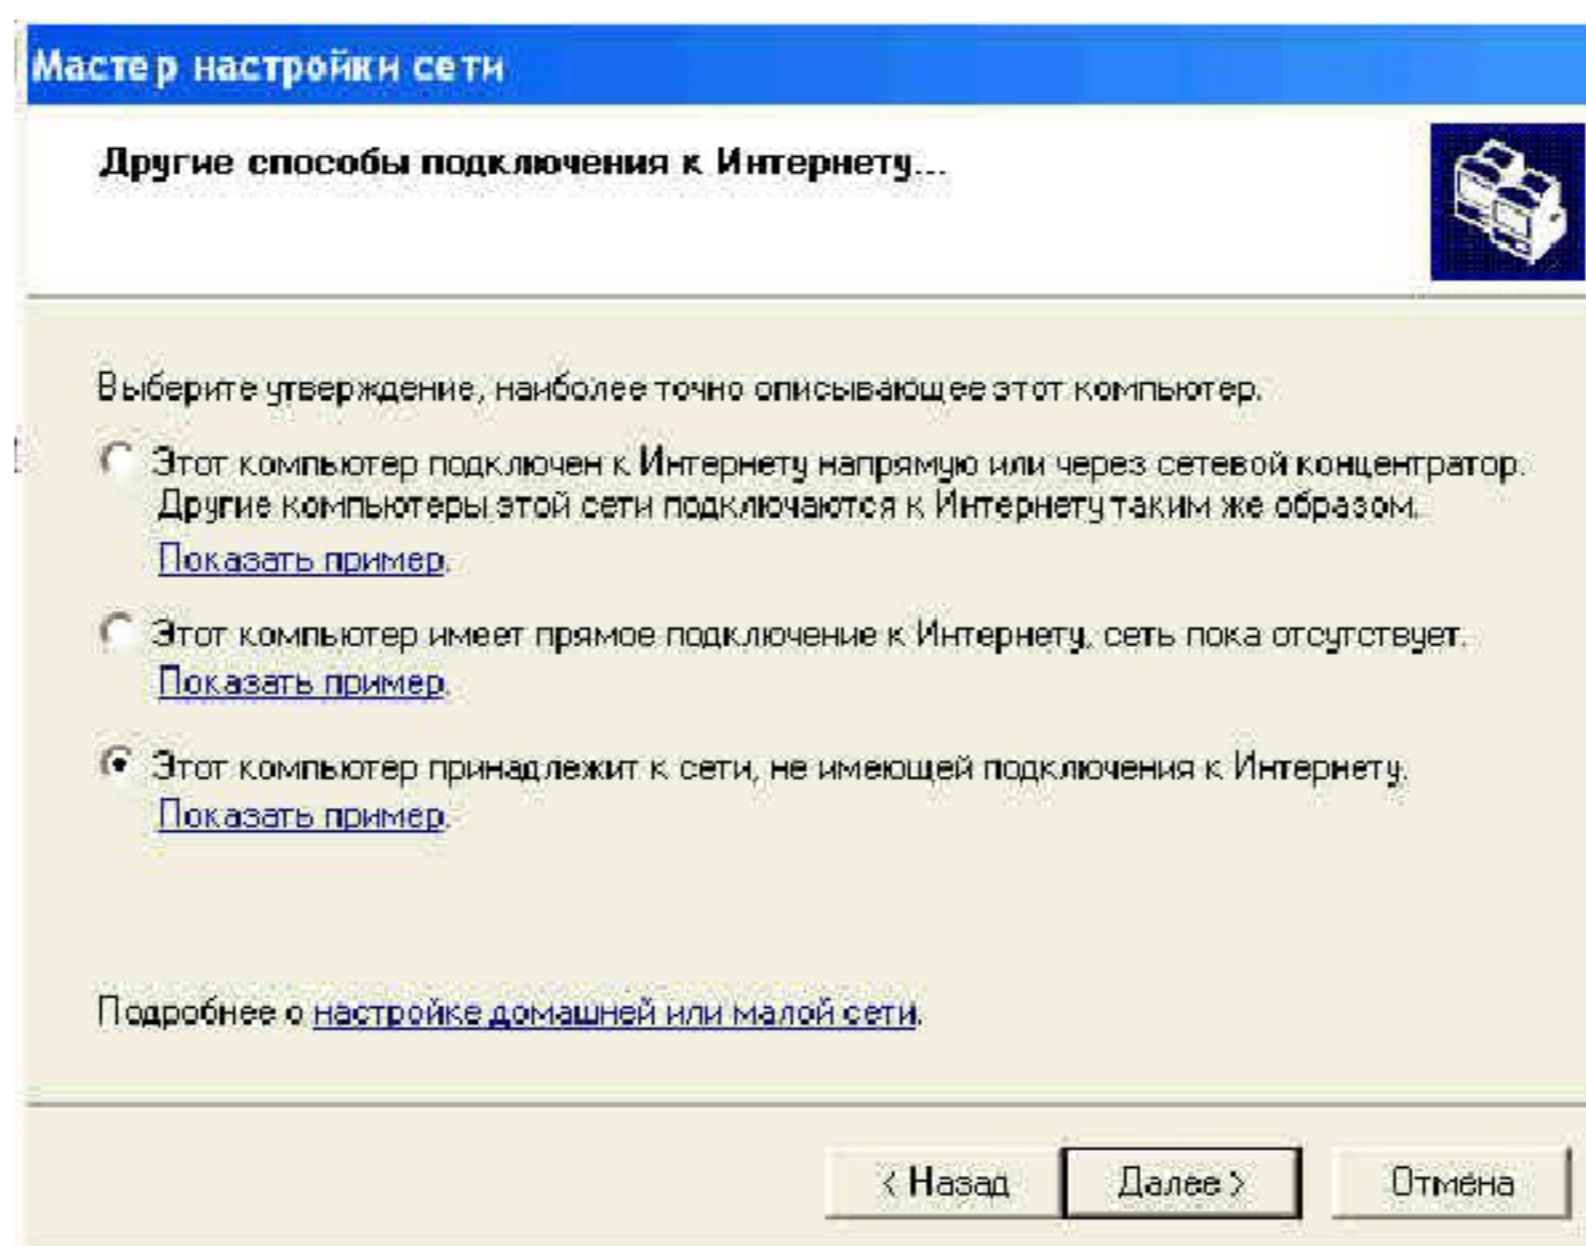 Мастер настройки сети
Другие способы подключения к Интернету...
Выберите утверждение, наиболее точно описывающее этот компьютер.
Этот компьютер подключен к Интернету напрямую или через сетевой концентратор.
Другие компьютеры этой сети подключаются к Интернету таким же образом.
Показать пример.
Этот компьютер имеет прямое подключение к Интернету, сеть пока отсутствует.
Показать пример.
Этот компьютер принадлежит к сети, не имеющей подключения к Интернету.
Показать пример.
Подробнее о настройке домашней или малой сети.
< Назад Далее > Отмена